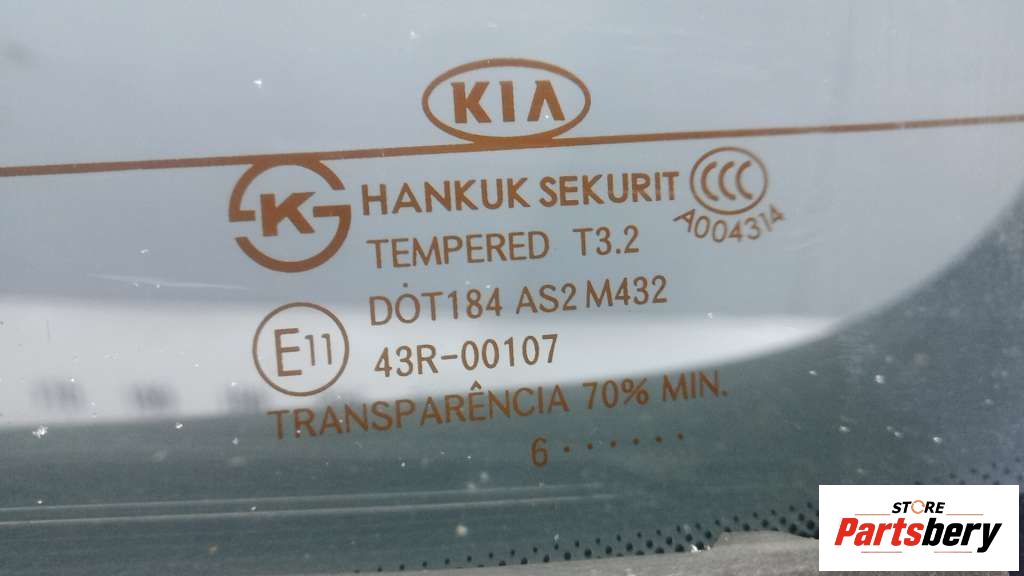 KIA
K HANKUK SEKURIT CCC
A004314
TEMPERED T3.2
DOT184 AS2 M432
E11 43R-00107
TRANSPARÊNCIA 70% MIN.
6 · · · · · ·
STORE
Partsbery